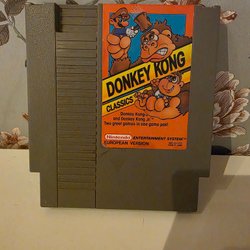 DONKEY KONG
CLASSICS
Donkey Kong
and Donkey Kong Jr.
Two great games in one game pak!
Nintendo ENTERTAINMENT SYSTEM
EUROPEAN VERSION